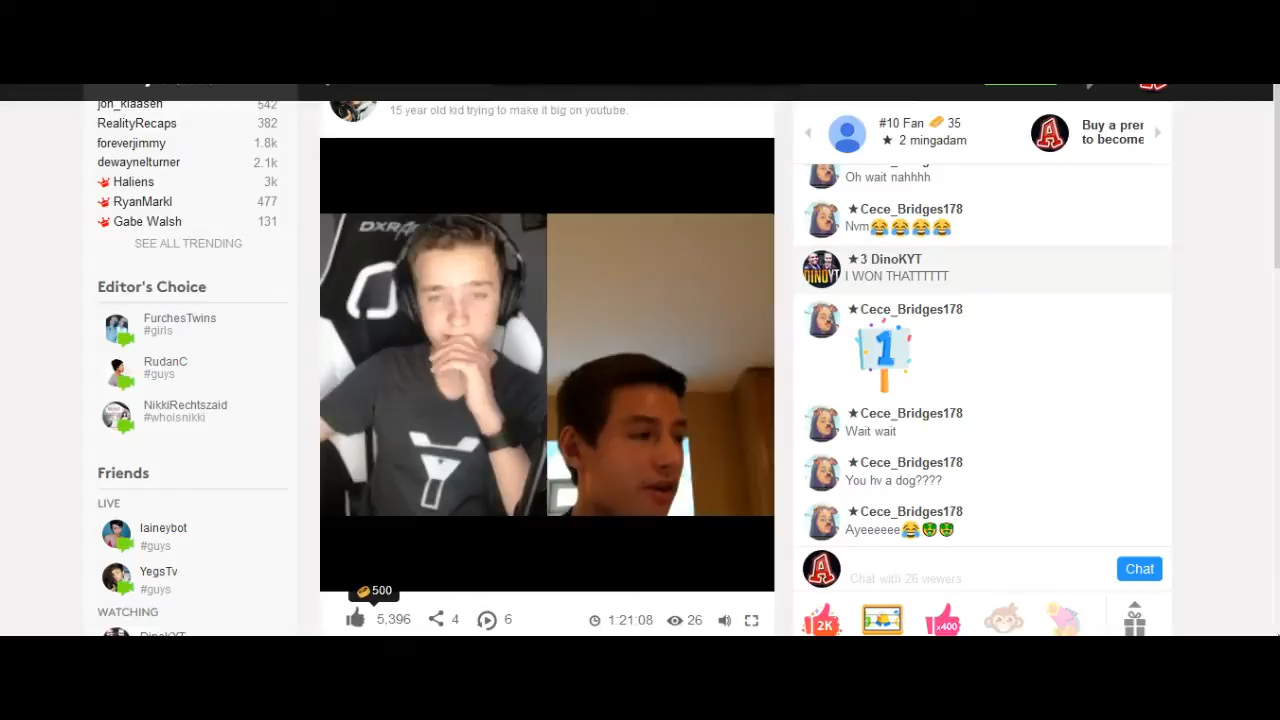 jon_klaasen 542
RealityRecaps 382
foreverjimmy 1.8k
dewaynelturner 2.1k
Haliens 3k
RyanMarkl 477
Gabe Walsh 131
SEE ALL TRENDING
Editor's Choice
FurchesTwins
#girls
RudanC
#guys
NikkiRechtszaid
#whoisnikki
Friends
LIVE
laineybot
#guys
YegsTv
#guys
WATCHING
DinoKYT
15 year old kid trying to make it big on youtube.
DXRA
500
5,396
4
6
1:21:08
26
#10 Fan 35
★ 2 mingadam
Buy a prer
to become
Oh wait nahhhh
★Cece_Bridges178
Nvm😂😂😂😂
★3 DinoKYT
DINOYT
I WON THATTTTTT
★Cece_Bridges178
1
★Cece_Bridges178
Wait wait
★Cece_Bridges178
You hv a dog????
★Cece_Bridges178
Ayeeeeee😂🤑🤑
Chat with 26 viewers
Chat
2K
x400